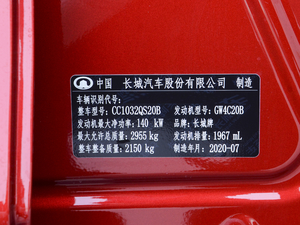 中国 长城汽车股份有限公司 制造
车辆识别代号:
整车型号: CC1032QS20B 发动机型号: GW4C20B
发动机最大净功率: 140 kW 品牌: 长城牌
最大允许总质量: 2955 kg 发动机排量: 1967 mL
整车整备质量: 2150 kg 制造年月: 2020-07